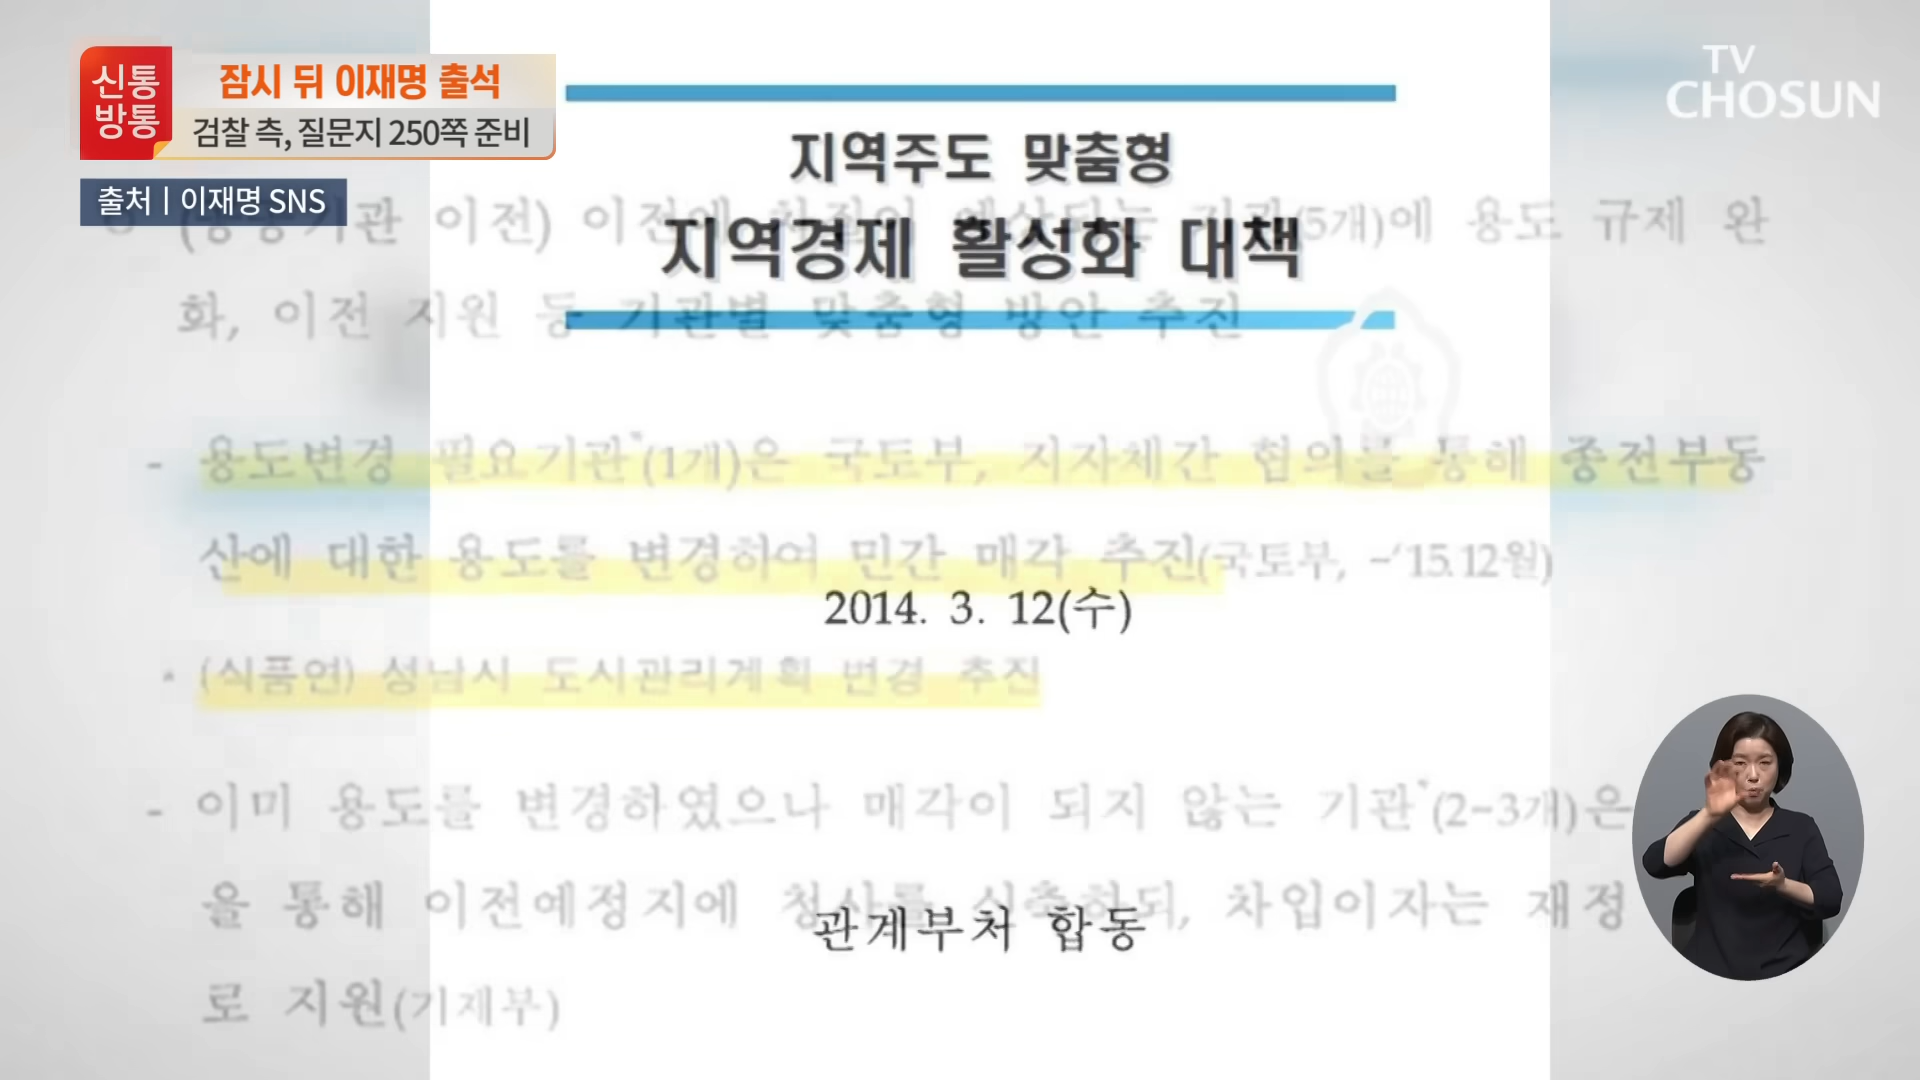 신통
방통
잠시 뒤 이재명 출석
검찰 측, 질문지 250쪽 준비
출처ㅣ이재명 SNS
TV
CHOSUN
지역주도 맞춤형
지역경제 활성화 대책
2014. 3. 12(수)
관계부처 합동
이전) 이전에 차질이 예상되는 기관(5개)에 용도 규제 완
화, 이전 지원 등 기관별 맞춤형 방안 추진
- 용도변경 필요기관*(1개)은 국토부, 지자체간 협의를 통해 종전부동
산에 대한 용도를 변경하여 민간 매각 추진(국토부, ~'15.12월)
* (식품연) 성남시 도시관리계획 변경 추진
- 이미 용도를 변경하였으나 매각이 되지 않는 기관*(2~3개)은
을 통해 이전예정지에 청사를 신축하되, 차입이자는 재정
로 지원(기재부)